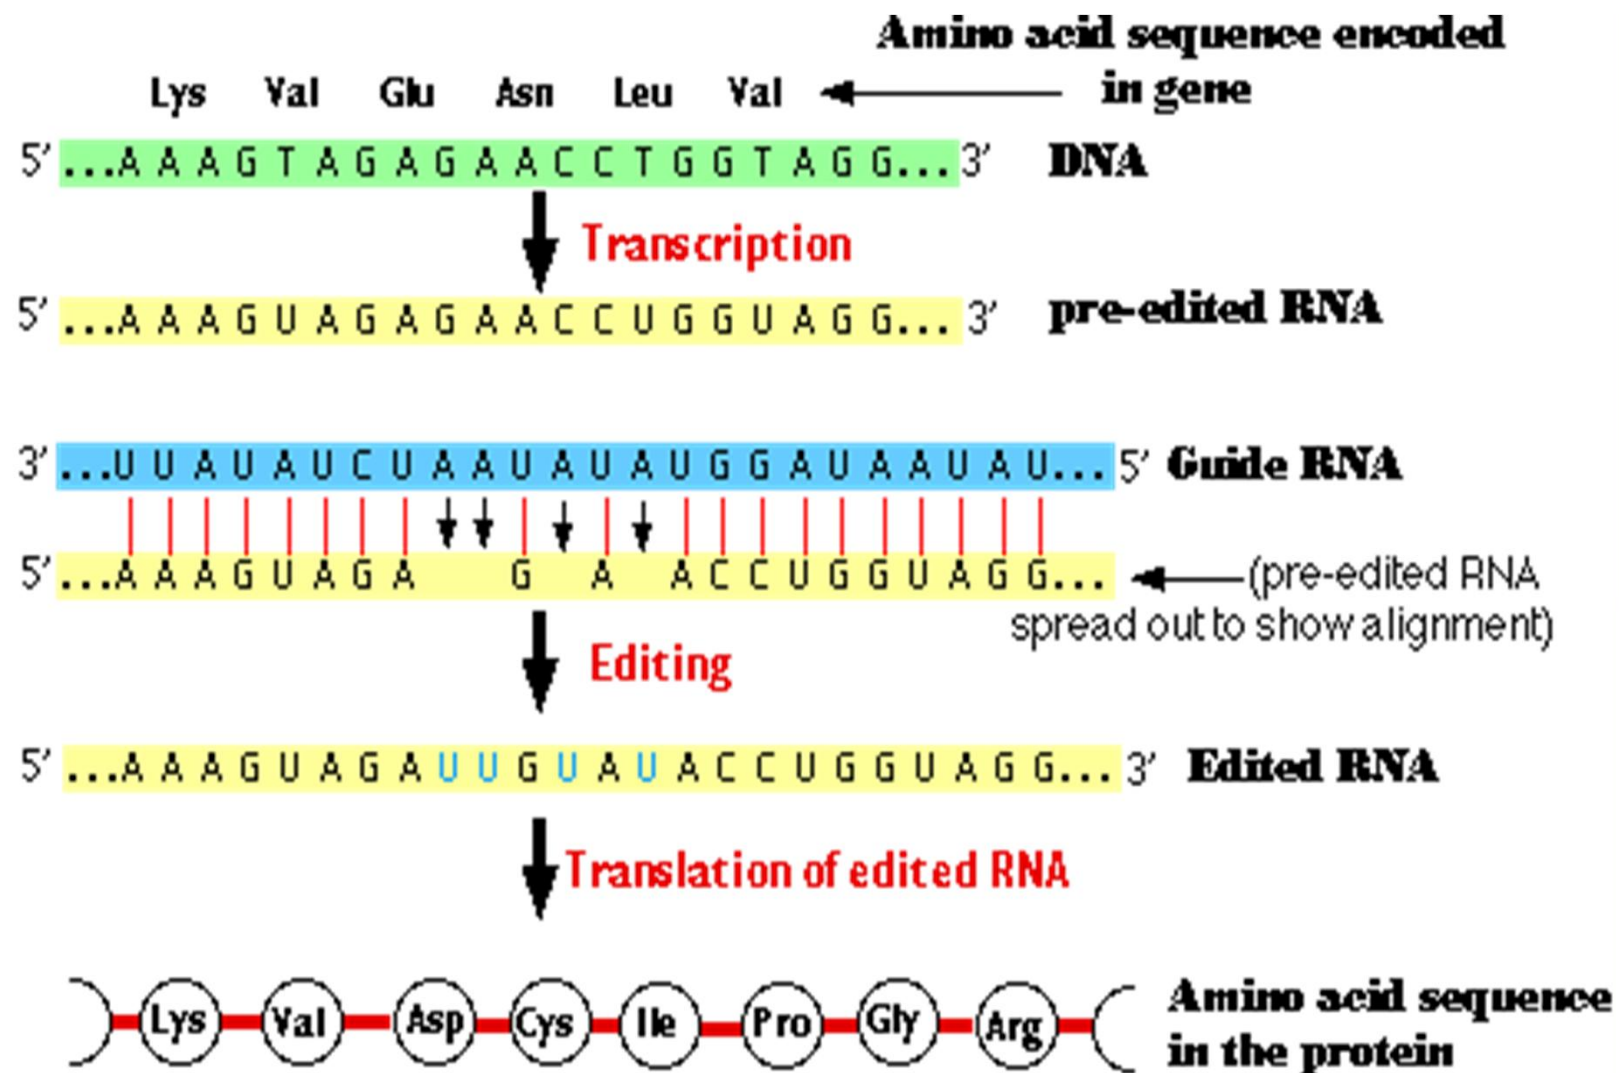 Amino acid sequence encoded
Lys Val Glu Asn Leu Val in gene
5' ...A A A G T A G A G A A C C T G G T A G G... 3' DNA
Transcription
5' ...A A A G U A G A G A A C C U G G U A G G... 3' pre-edited RNA
3' ...U U A U A U C U A A U A U A U G G A U A A U A U... 5' Guide RNA
5' ...A A A G U A G A G A A C C U G G U A G G... (pre-edited RNA
spread out to show alignment)
Editing
5' ...A A A G U A G A U U G U A U A C C U G G U A G G... 3' Edited RNA
Translation of edited RNA
Lys Val Asp Cys Ile Pro Gly Arg Amino acid sequence
in the protein